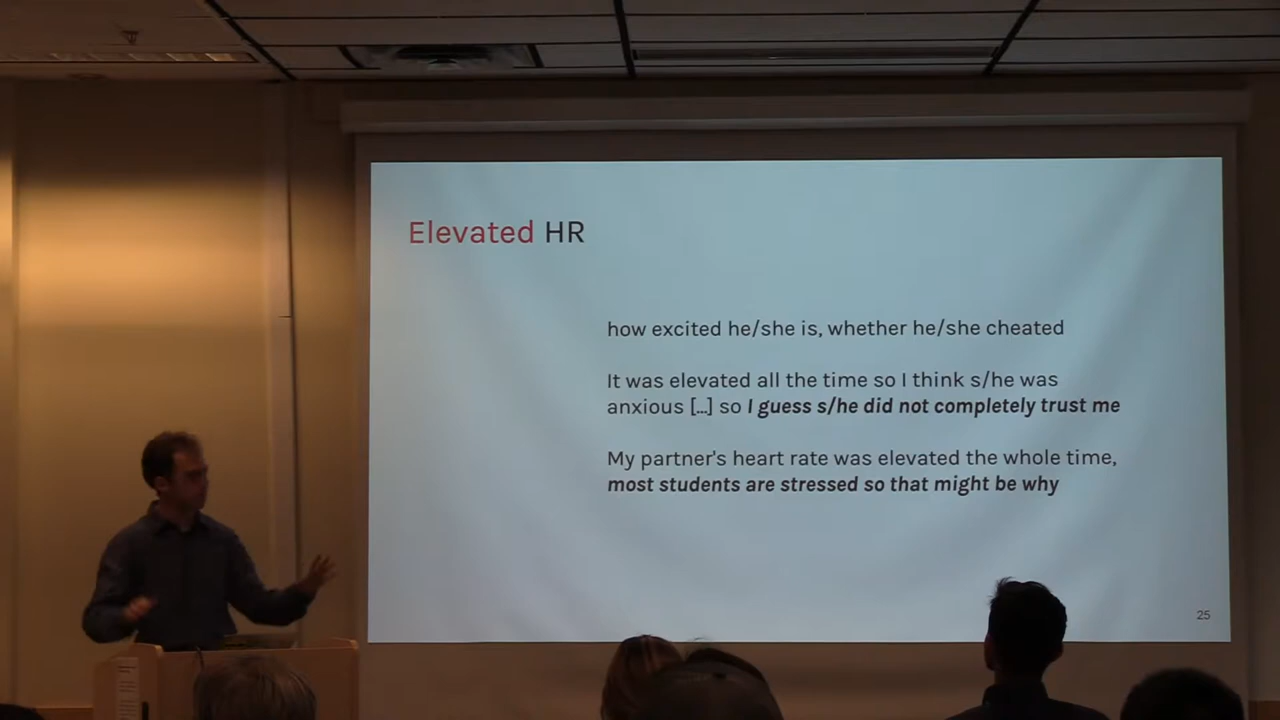 Elevated HR
how excited he/she is, whether he/she cheated
It was elevated all the time so I think s/he was
anxious [...] so I guess s/he did not completely trust me
My partner's heart rate was elevated the whole time,
most students are stressed so that might be why
25